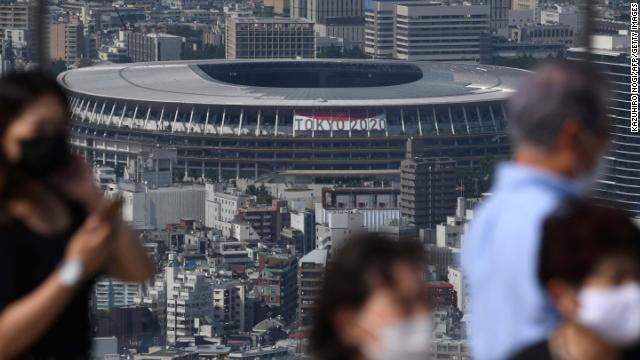 TOKYO 2020
KAZUHIRO NOGI/AFP/GETTY IMAGES